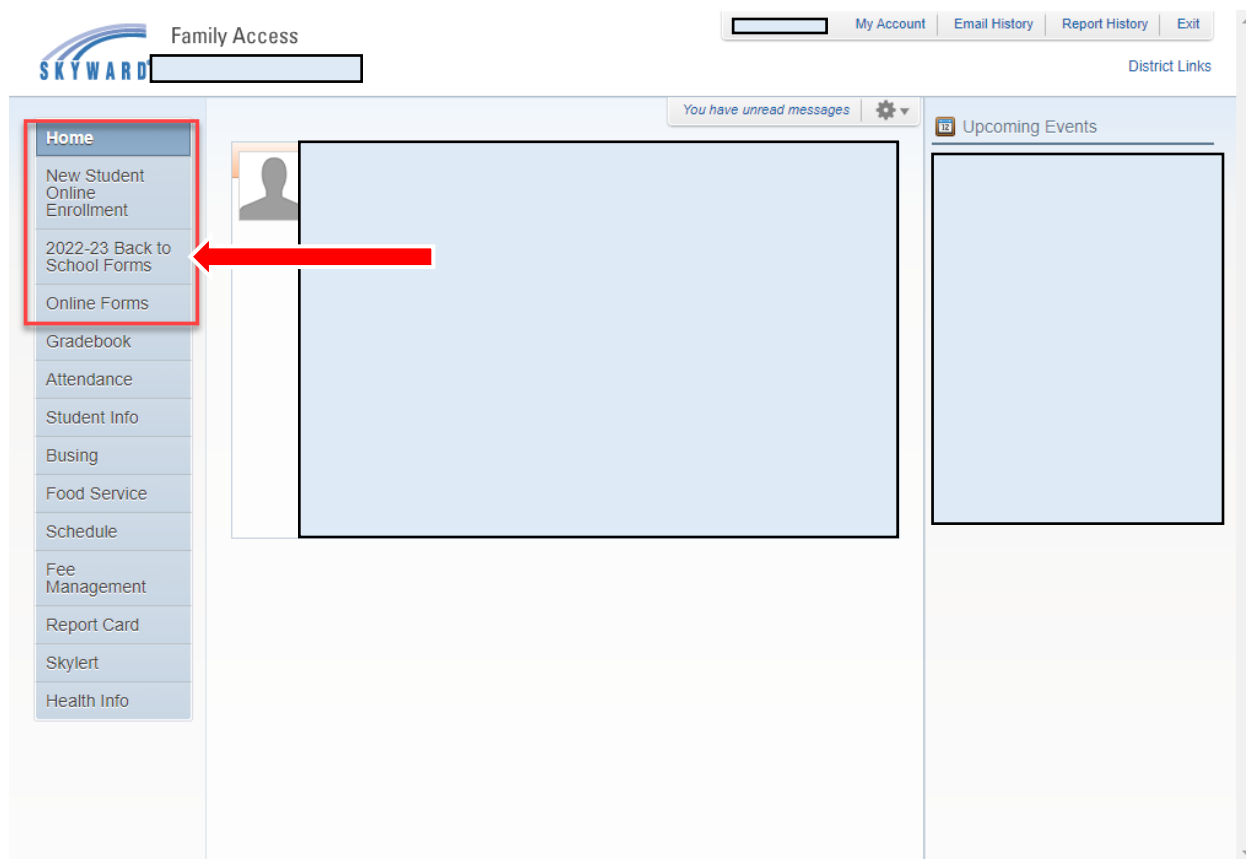 Family Access
SKYWARD
My Account Email History Report History Exit
District Links
You have unread messages
12 Upcoming Events
Home
New Student
Online
Enrollment
2022-23 Back to
School Forms
Online Forms
Gradebook
Attendance
Student Info
Busing
Food Service
Schedule
Fee
Management
Report Card
Skylert
Health Info